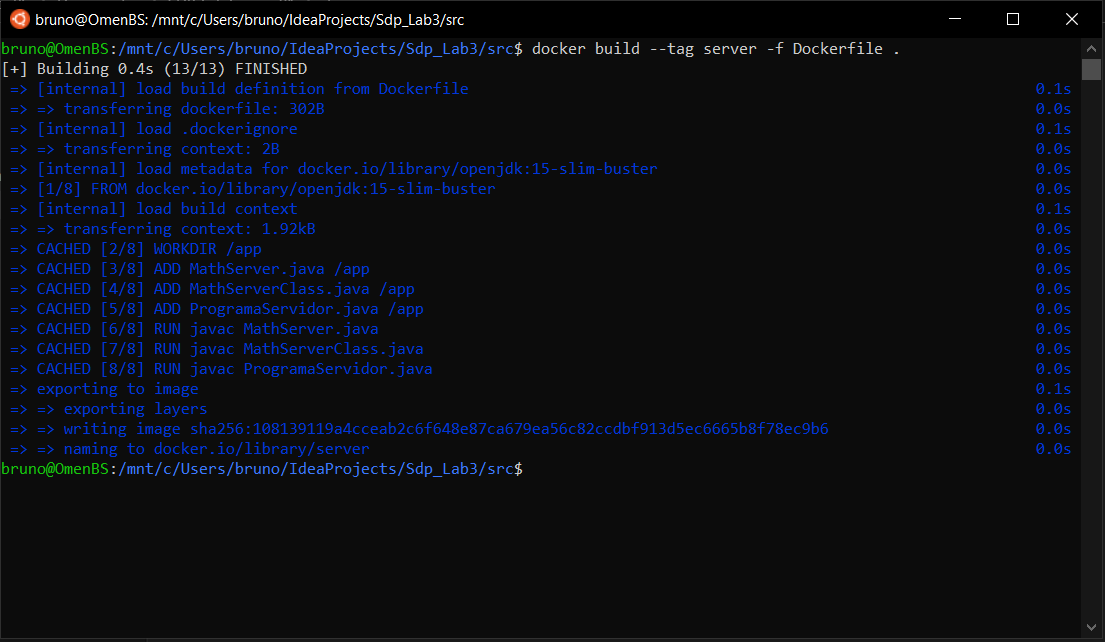 bruno@OmenBS: /mnt/c/Users/bruno/IdeaProjects/Sdp_Lab3/src
bruno@OmenBS:/mnt/c/Users/bruno/IdeaProjects/Sdp_Lab3/src$ docker build --tag server -f Dockerfile .
[+] Building 0.4s (13/13) FINISHED
=> [internal] load build definition from Dockerfile 0.1s
=> => transferring dockerfile: 302B 0.0s
=> [internal] load .dockerignore 0.1s
=> => transferring context: 2B 0.0s
=> [internal] load metadata for docker.io/library/openjdk:15-slim-buster 0.0s
=> [1/8] FROM docker.io/library/openjdk:15-slim-buster 0.0s
=> [internal] load build context 0.1s
=> => transferring context: 1.92kB 0.0s
=> CACHED [2/8] WORKDIR /app 0.0s
=> CACHED [3/8] ADD MathServer.java /app 0.0s
=> CACHED [4/8] ADD MathServerClass.java /app 0.0s
=> CACHED [5/8] ADD ProgramaServidor.java /app 0.0s
=> CACHED [6/8] RUN javac MathServer.java 0.0s
=> CACHED [7/8] RUN javac MathServerClass.java 0.0s
=> CACHED [8/8] RUN javac ProgramaServidor.java 0.0s
=> exporting to image 0.1s
=> => exporting layers 0.0s
=> => writing image sha256:108139119a4cceab2c6f648e87ca679ea56c82ccdbf913d5ec6665b8f78ec9b6 0.0s
=> => naming to docker.io/library/server 0.0s
bruno@OmenBS:/mnt/c/Users/bruno/IdeaProjects/Sdp_Lab3/src$